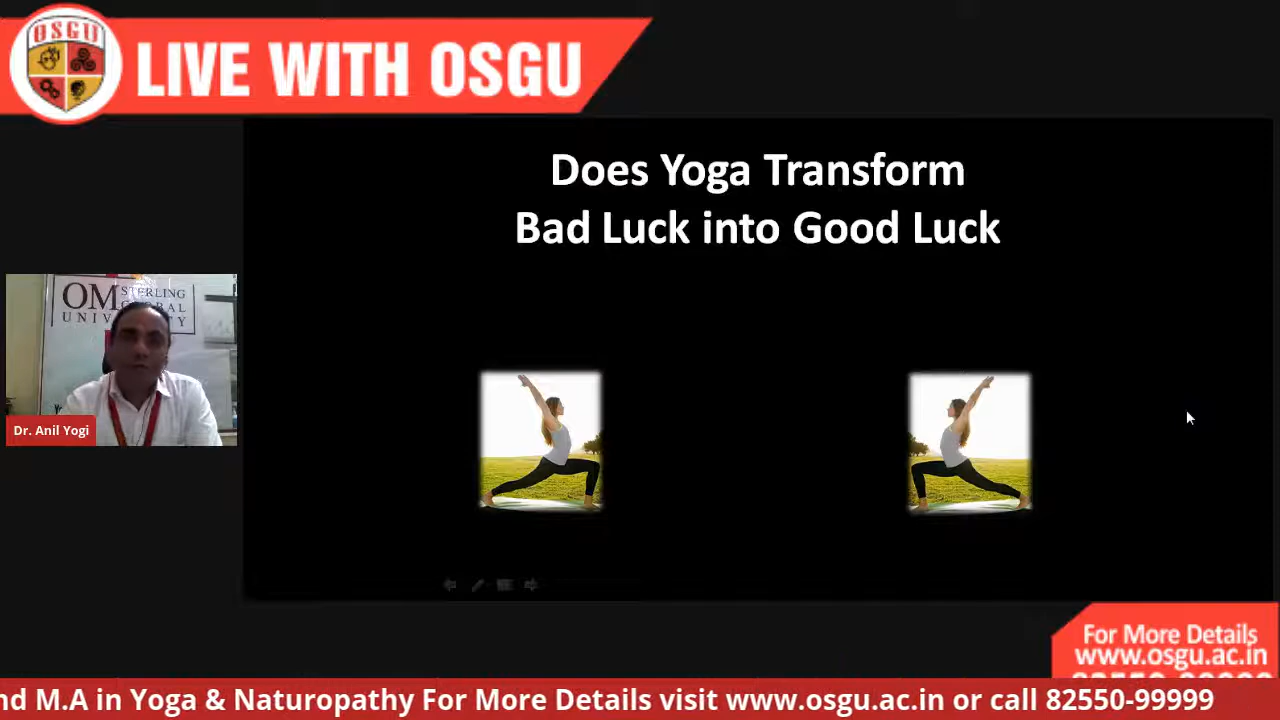 OSGU
LIVE WITH OSGU
Does Yoga Transform
Bad Luck into Good Luck
OM STERLING
GLOBAL
UNIVERSITY
Dr. Anil Yogi
For More Details
www.osgu.ac.in
nd M.A in Yoga & Naturopathy For More Details visit www.osgu.ac.in or call 82550-99999